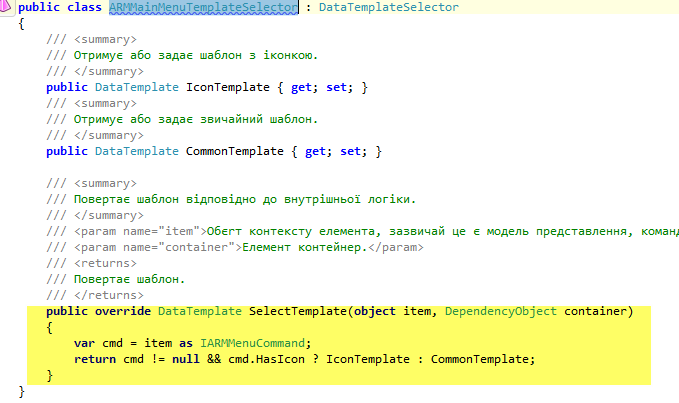 public class ARMMainMenuTemplateSelector : DataTemplateSelector
{
/// <summary>
/// Отримує або задає шаблон з іконкою.
/// </summary>
public DataTemplate IconTemplate { get; set; }
/// <summary>
/// Отримує або задає звичайний шаблон.
/// </summary>
public DataTemplate CommonTemplate { get; set; }
/// <summary>
/// Повертає шаблон відповідно до внутрішньої логіки.
/// </summary>
/// <param name="item">Обєгт контексту елемента, зазвичай це є модель представлення, команд
/// <param name="container">Елемент контейнер.</param>
/// <returns>
/// Повертає шаблон.
/// </returns>
public override DataTemplate SelectTemplate(object item, DependencyObject container)
{
var cmd = item as IARMMenuCommand;
return cmd != null && cmd.HasIcon ? IconTemplate : CommonTemplate;
}
}